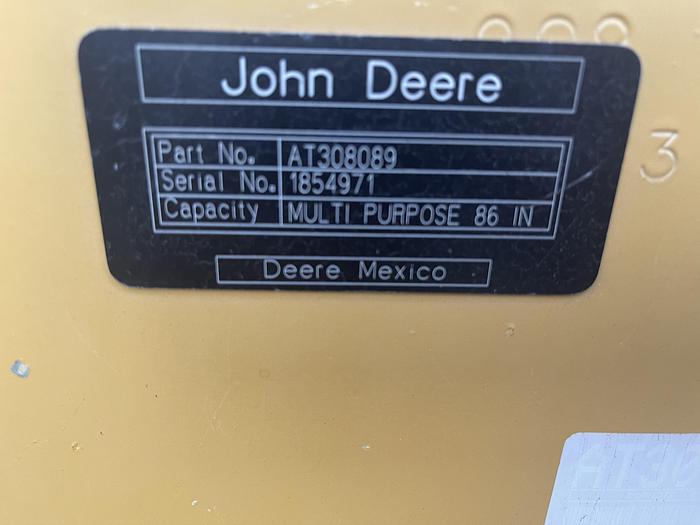 John Deere
Part No. AT308089
Serial No. 1854971
Capacity MULTI PURPOSE 86 IN
Deere Mexico
3